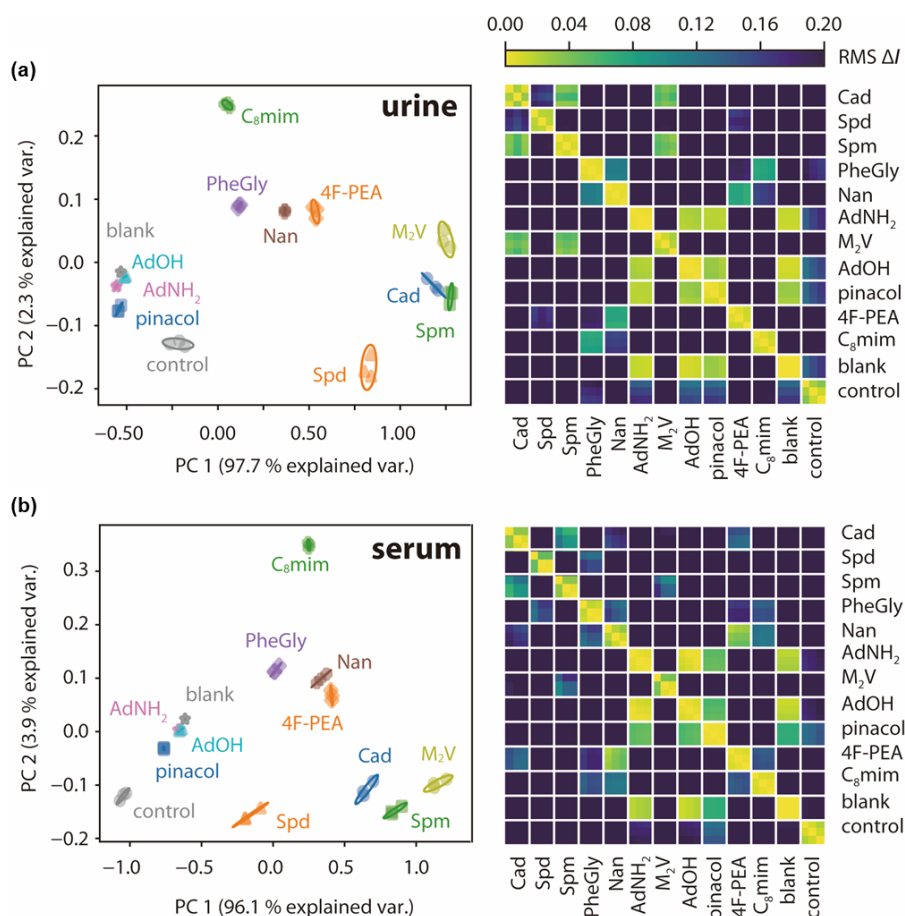 0.00 0.04 0.12 0.20
RMS ΔI
(a)
urine
C₈mim
PheGly
4F-PEA
Nan
M₂V
blank
AdOH
AdNH₂
pinacol
control
Cad
Spm
Spd
0.2
0.1
0.0
−0.1
−0.2
PC 2 (2.3 % explained var.)
−0.50 0.00 0.50 1.00
PC 1 (97.7 % explained var.)
Cad
Spd
Spm
PheGly
Nan
AdNH₂
M₂V
AdOH
pinacol
4F-PEA
C₈mim
blank
control
Cad Spd Spm PheGly Nan AdNH₂ M₂V AdOH pinacol 4F-PEA C₈mim blank control
(b)
serum
C₈mim
PheGly
Nan
4F-PEA
AdNH₂
blank
AdOH
pinacol
control
Cad
M₂V
Spd
Spm
0.3
0.2
0.1
0.0
−0.1
−0.2
PC 2 (3.9 % explained var.)
−1.0 −0.5 0.0 0.5 1.0
PC 1 (96.1 % explained var.)
Cad
Spd
Spm
PheGly
Nan
AdNH₂
M₂V
AdOH
pinacol
4F-PEA
C₈mim
blank
control
Cad Spd Spm PheGly Nan AdNH₂ M₂V AdOH pinacol 4F-PEA C₈mim blank control